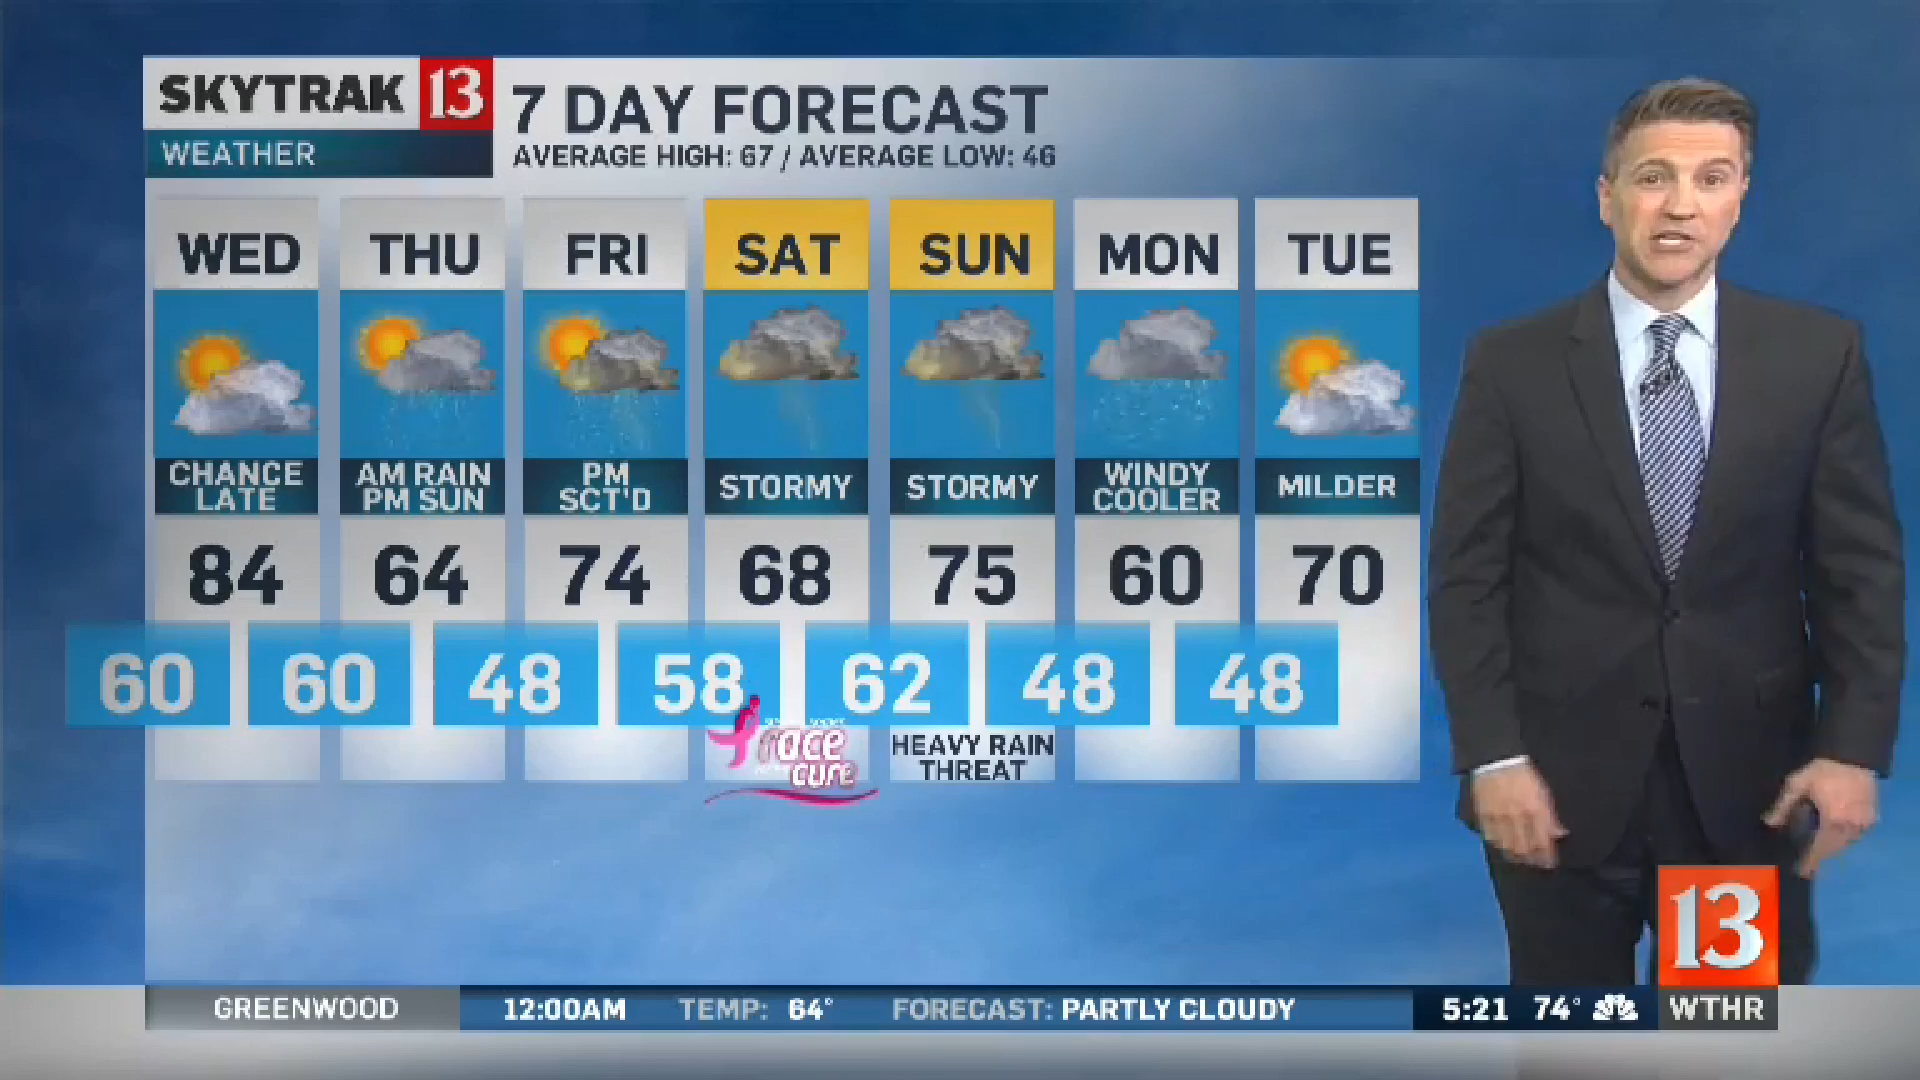 SKYTRAK 13
WEATHER
7 DAY FORECAST
AVERAGE HIGH: 67 / AVERAGE LOW: 46
WED THU FRI SAT SUN MON TUE
CHANCE
LATE
AM RAIN
PM SUN
PM
SCT'D
STORMY
STORMY
WINDY
COOLER
MILDER
84 64 74 68 75 60 70
60 60 48 58 62 48 48
race
cure
HEAVY RAIN
THREAT
13
WTHR
GREENWOOD 12:00AM TEMP: 64° FORECAST: PARTLY CLOUDY 5:21 74°